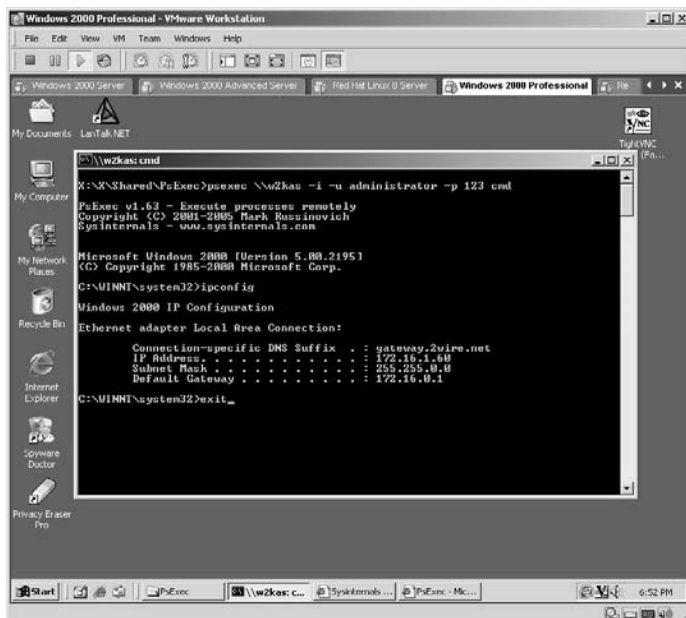 Windows 2000 Professional - VMware Workstation
File Edit View VM Team Windows Help
Windows 2000 Server
Windows 2000 Advanced Server
Red Hat Linux 8 Server
Windows 2000 Professional
Re
My Documents
LanTalk.NET
VNC
TightVNC
(Fa...
\\w2kas: cmd
X:\X\Shared\PsExec>psexec \\w2kas -i -u administrator -p 123 cmd
My Computer
PsExec v1.63 - Execute processes remotely
Copyright (C) 2001-2005 Mark Russinovich
Sysinternals - www.sysinternals.com
My Network
Places
Microsoft Windows 2000 [Version 5.00.2195]
(C) Copyright 1985-2000 Microsoft Corp.
C:\WINNT\system32>ipconfig
Recycle Bin
Windows 2000 IP Configuration
Ethernet adapter Local Area Connection:
Connection-specific DNS Suffix . : gateway.2wire.net
IP Address. . . . . . . . . . . . : 172.16.1.60
Subnet Mask . . . . . . . . . . . : 255.255.0.0
Default Gateway . . . . . . . . . : 172.16.0.1
Internet
Explorer
C:\WINNT\system32>exit_
Spyware
Doctor
Privacy Eraser
Pro
Start
PsExec
\\w2kas: c...
Sysinternals ...
PsExec - Mic...
6:52 PM